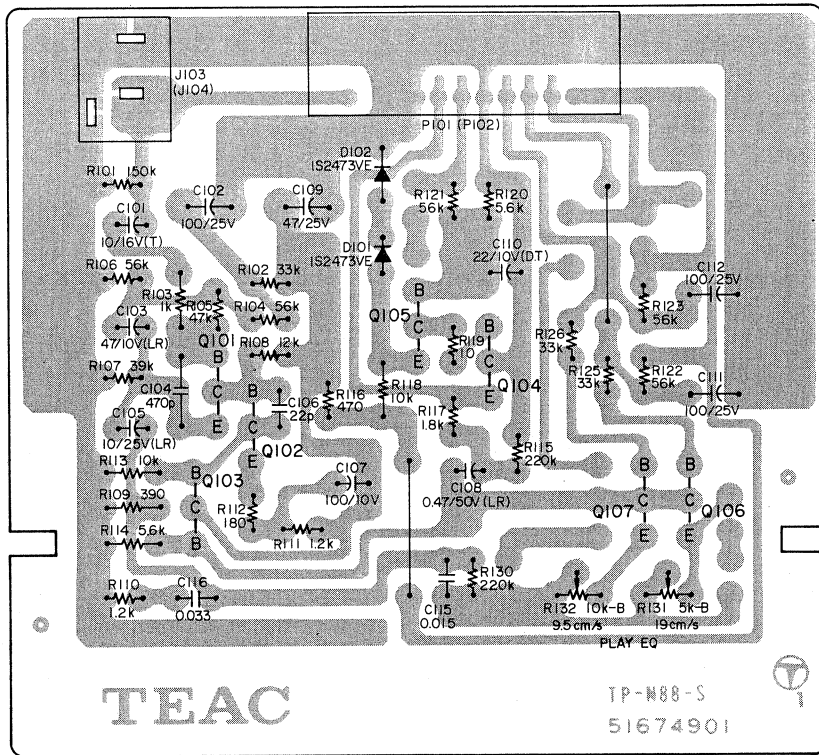 J103
(J104)
P101 (P102)
D102
1S2473VE
R101 150k
C102
100/25V
C109
47/25V
R121
56k
R120
5.6k
C101
10/16V(T)
D101
1S2473VE
C110
22/10V(DT)
R106 56k
R103
1k
R105
47k
R102 33k
B
C112
100/25V
C103
47/10V(LR)
R104 56k
Q105
C
E
R123
56k
Q101
B
C
E
R108 12k
R119
10
B
C
E
Q104
R126
33k
R107 39k
C104
470p
R116
470
R118
10k
R125
33k
R122
56k
C106
22p
R117
1.8k
C111
100/25V
C105
10/25V(LR)
B
C
E
Q102
R115
220k
R113 10k
Q103
B
C
B
C107
100/10V
C108
0.47/50V(LR)
B
C
E
B
C
E
R109 390
R112
180
Q107
Q106
R114 5.6k
R111 1.2k
R110
1.2k
C116
0.033
C115
0.015
R130
220k
R132 10k-B
9.5cm/s
R131 5k-B
19cm/s
PLAY EQ
TEAC
TP-W88-S
51674901
1